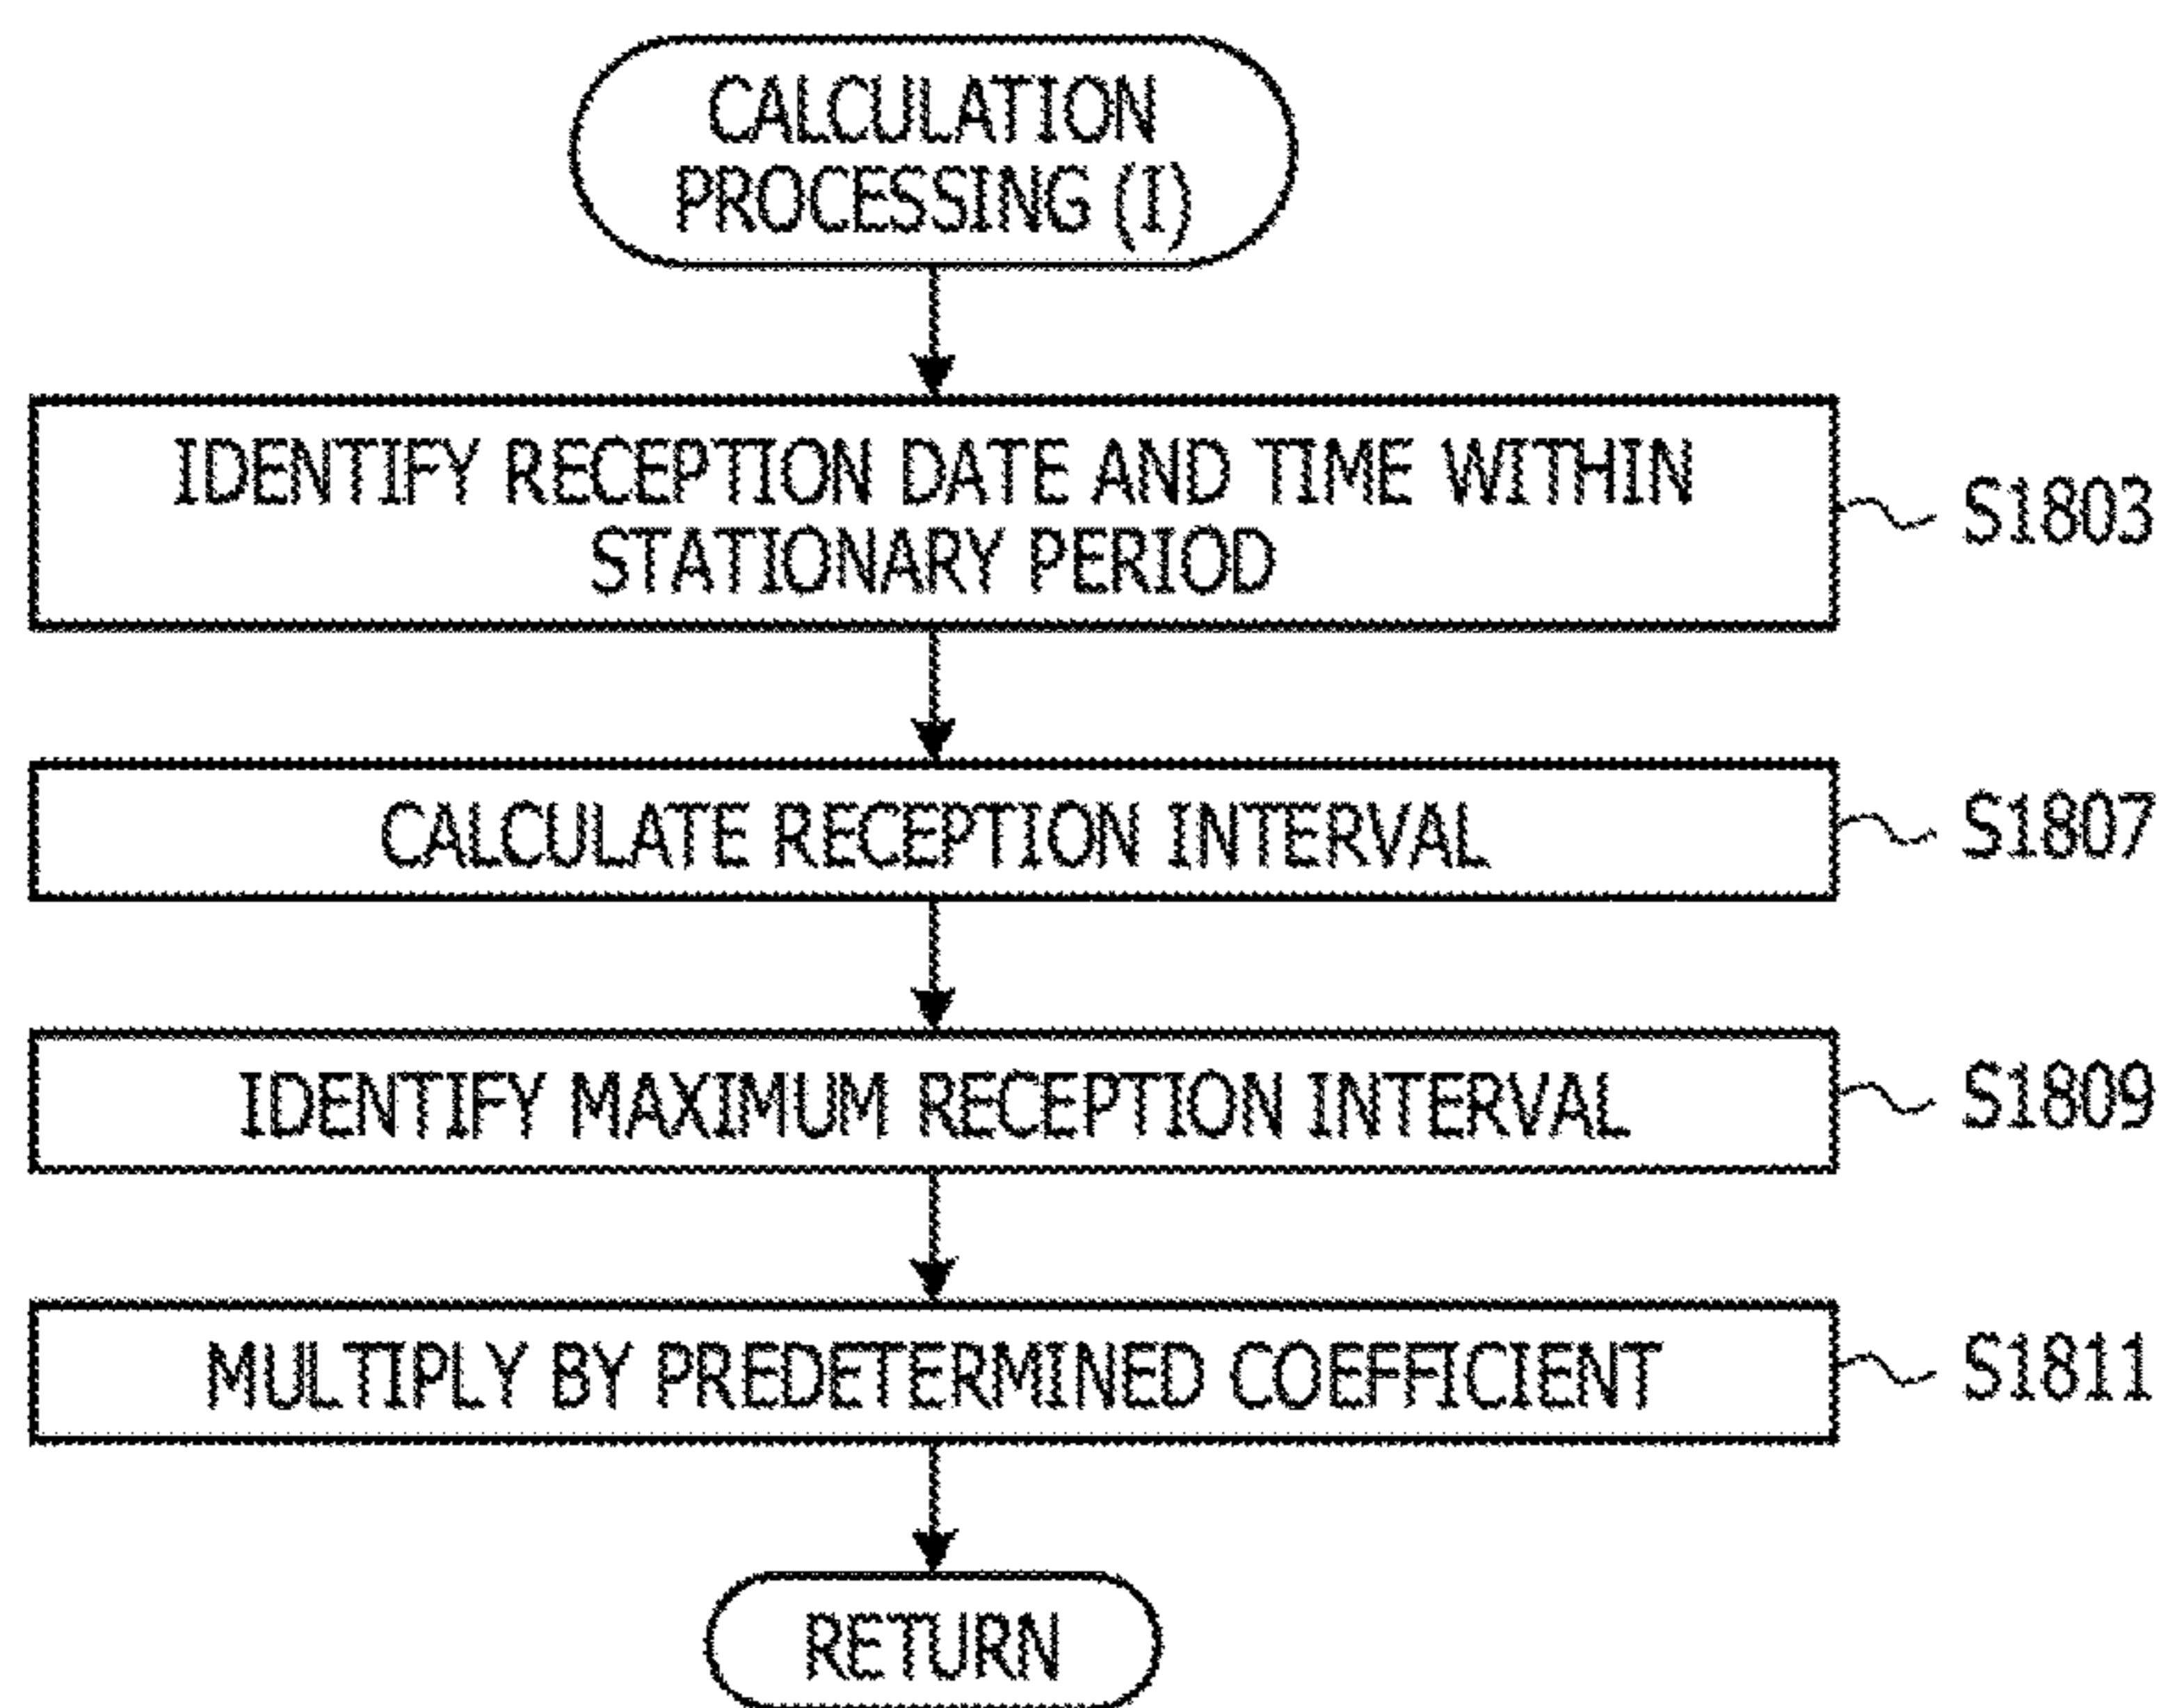 CALCULATION
PROCESSING (I)
IDENTIFY RECEPTION DATE AND TIME WITHIN
STATIONARY PERIOD
S1803
CALCULATE RECEPTION INTERVAL
S1807
IDENTIFY MAXIMUM RECEPTION INTERVAL
S1809
MULTIPLY BY PREDETERMINED COEFFICIENT
S1811
RETURN